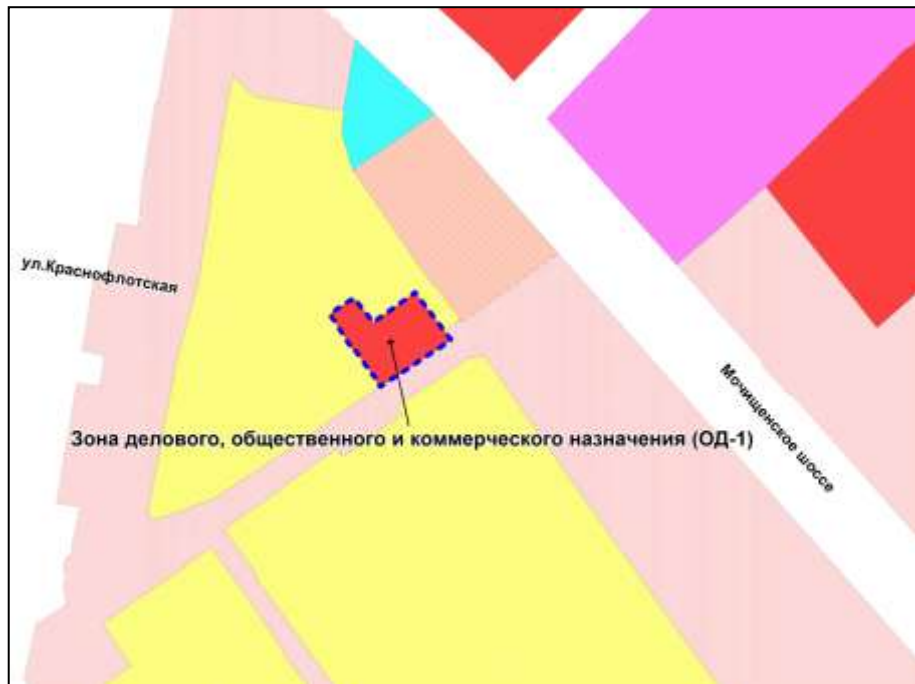 ул.Краснофлотская
Мочищенское шоссе
Зона делового, общественного и коммерческого назначения (ОД-1)